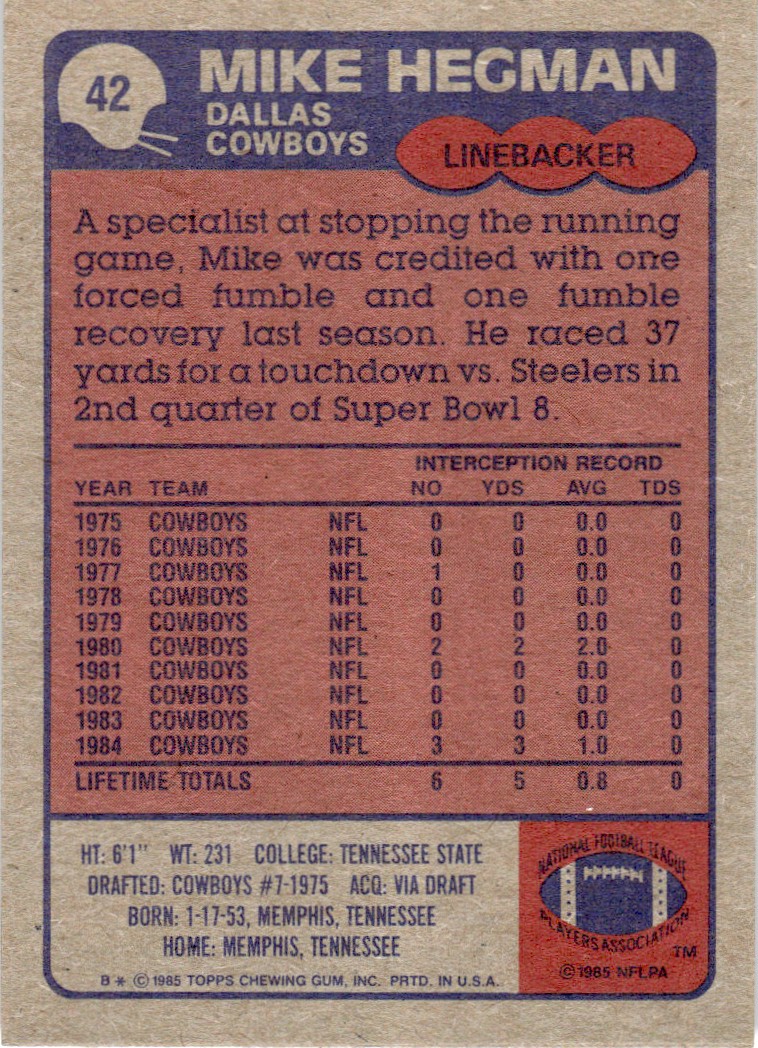 42
MIKE HEGMAN
DALLAS
COWBOYS
LINEBACKER
A specialist at stopping the running
game, Mike was credited with one
forced fumble and one fumble
recovery last season. He raced 37
yards for a touchdown vs. Steelers in
2nd quarter of Super Bowl 8.
INTERCEPTION RECORD
YEAR TEAM NO YDS AVG TDS
1975 COWBOYS NFL 0 0 0.0 0
1976 COWBOYS NFL 0 0 0.0 0
1977 COWBOYS NFL 1 0 0.0 0
1978 COWBOYS NFL 0 0 0.0 0
1979 COWBOYS NFL 0 0 0.0 0
1980 COWBOYS NFL 2 2 2.0 0
1981 COWBOYS NFL 0 0 0.0 0
1982 COWBOYS NFL 0 0 0.0 0
1983 COWBOYS NFL 0 0 0.0 0
1984 COWBOYS NFL 3 3 1.0 0
LIFETIME TOTALS 6 5 0.8 0
HT: 6'1" WT: 231 COLLEGE: TENNESSEE STATE
DRAFTED: COWBOYS #7-1975 ACQ: VIA DRAFT
BORN: 1-17-53, MEMPHIS, TENNESSEE
HOME: MEMPHIS, TENNESSEE
B * © 1985 TOPPS CHEWING GUM, INC. PRTD. IN U.S.A.
NATIONAL FOOTBALL LEAGUE
PLAYERS ASSOCIATION
TM
© 1985 NFLPA